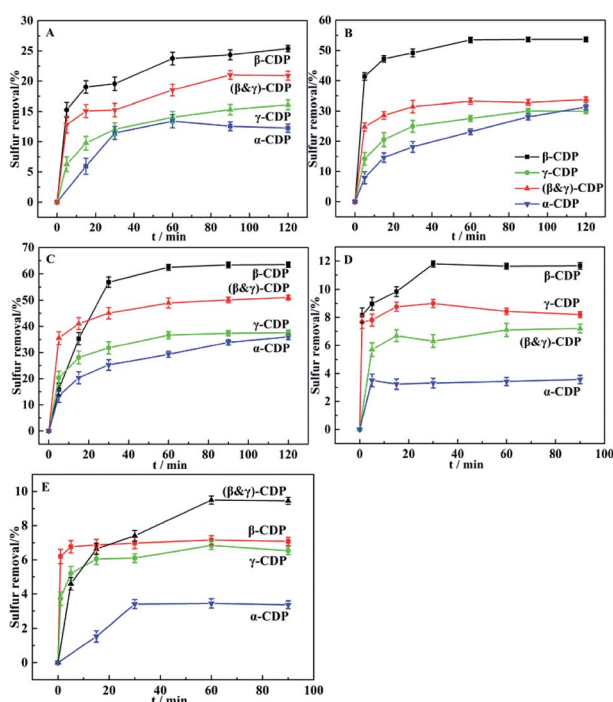 A
Sulfur removal/%
30
25
20
15
10
5
0
β-CDP
(β&γ)-CDP
γ-CDP
α-CDP
0 20 40 60 80 100 120
t / min
B
Sulfur removal/%
60
50
40
30
20
10
0
β-CDP
γ-CDP
(β&γ)-CDP
α-CDP
0 20 40 60 80 100 120
t / min
C
Sulfur removal/%
70
60
50
40
30
20
10
0
β-CDP
(β&γ)-CDP
γ-CDP
α-CDP
0 20 40 60 80 100 120
t / min
D
Sulfur removal/%
14
12
10
8
6
4
2
0
β-CDP
γ-CDP
(β&γ)-CDP
α-CDP
0 20 40 60 80 100
t / min
E
Sulfur removal/%
10
8
6
4
2
0
(β&γ)-CDP
β-CDP
γ-CDP
α-CDP
0 20 40 60 80 100
t / min